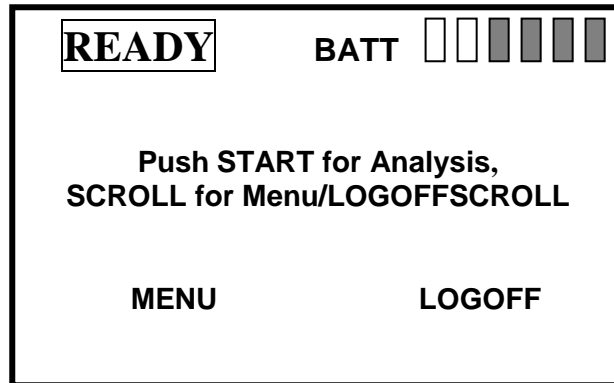 READY BATT
Push START for Analysis,
SCROLL for Menu/LOGOFFSCROLL
MENU LOGOFF